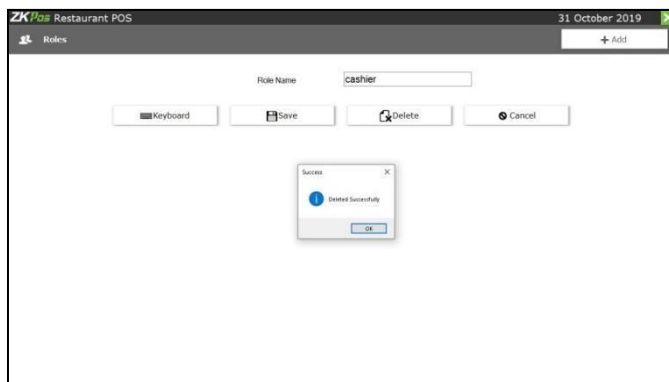 ZKPos Restaurant POS 31 October 2019 X
Roles + Add
Role Name cashier
Keyboard Save Delete Cancel
Success X
Deleted Successfully
OK